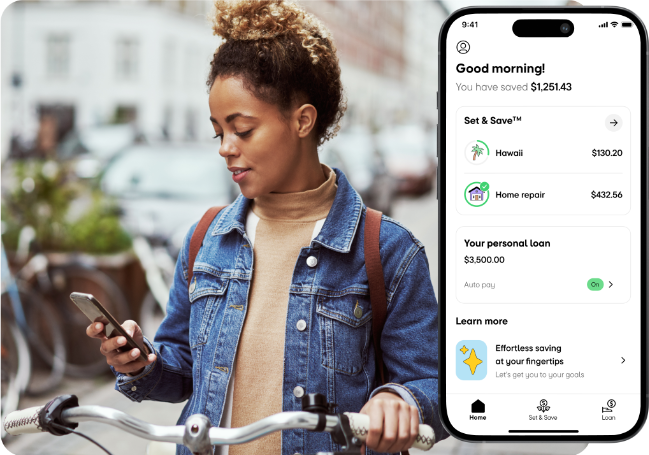 9:41
Good morning!
You have saved $1,251.43
Set & Save™
Hawaii $130.20
Home repair $432.56
Your personal loan
$3,500.00
Auto pay On
Learn more
Effortless saving
at your fingertips
Let's get you to your goals
Home Set & Save Loan